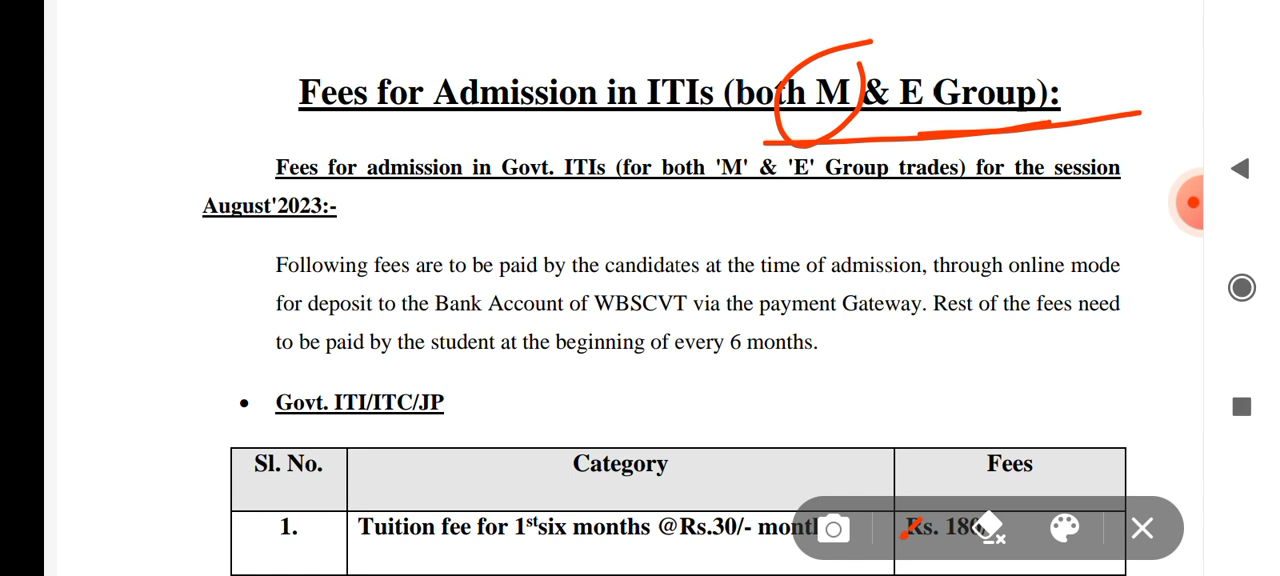 Fees for Admission in ITIs (both M & E Group):
Fees for admission in Govt. ITIs (for both 'M' & 'E' Group trades) for the session
August'2023:-
Following fees are to be paid by the candidates at the time of admission, through online mode
for deposit to the Bank Account of WBSCVT via the payment Gateway. Rest of the fees need
to be paid by the student at the beginning of every 6 months.
• Govt. ITI/ITC/JP
Sl. No. Category Fees
1. Tuition fee for 1stsix months @Rs.30/- Rs.